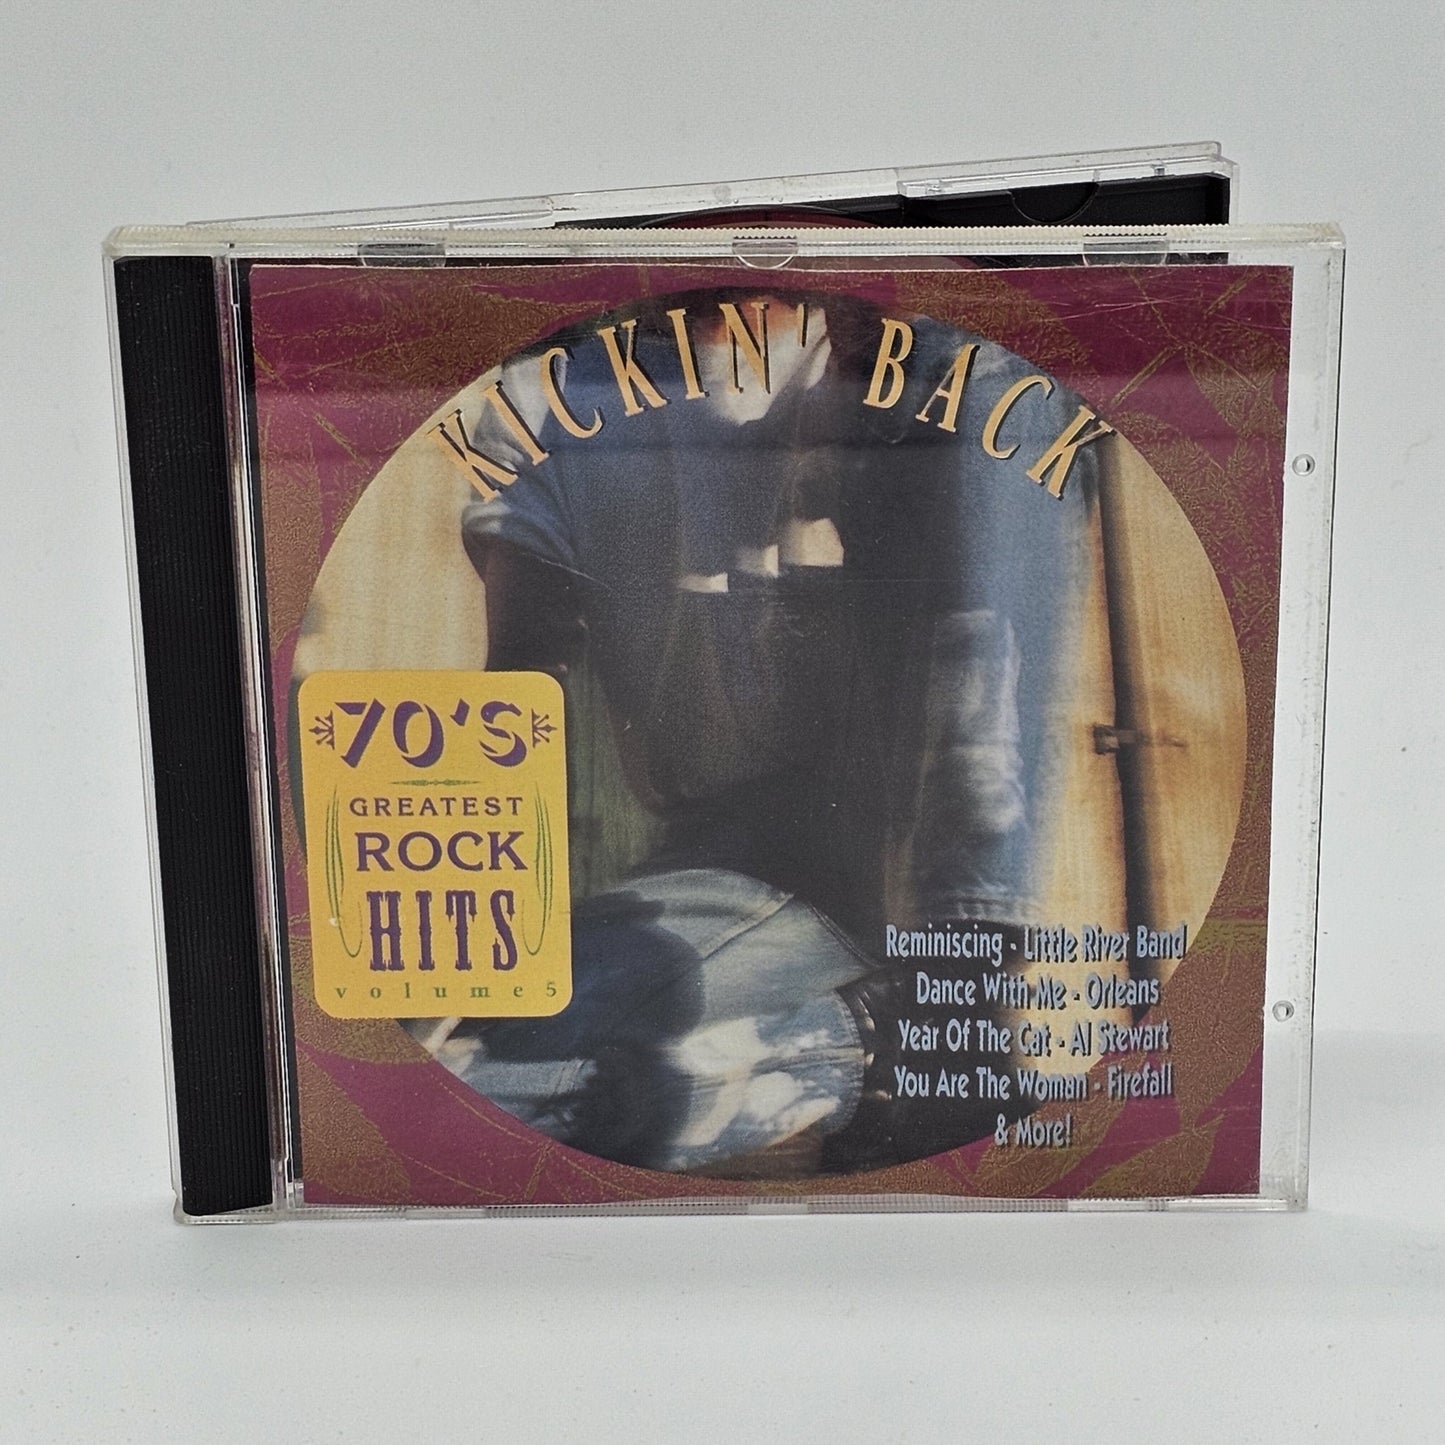 KICKIN' BACK
70'S
GREATEST
ROCK
HITS
volume 5
Reminiscing - Little River Band
Dance With Me - Orleans
Year Of The Cat - Al Stewart
You Are The Woman - Firefall
& More!